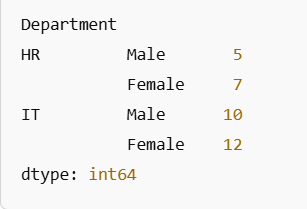 Department
HR Male 5
Female 7
IT Male 10
Female 12
dtype: int64